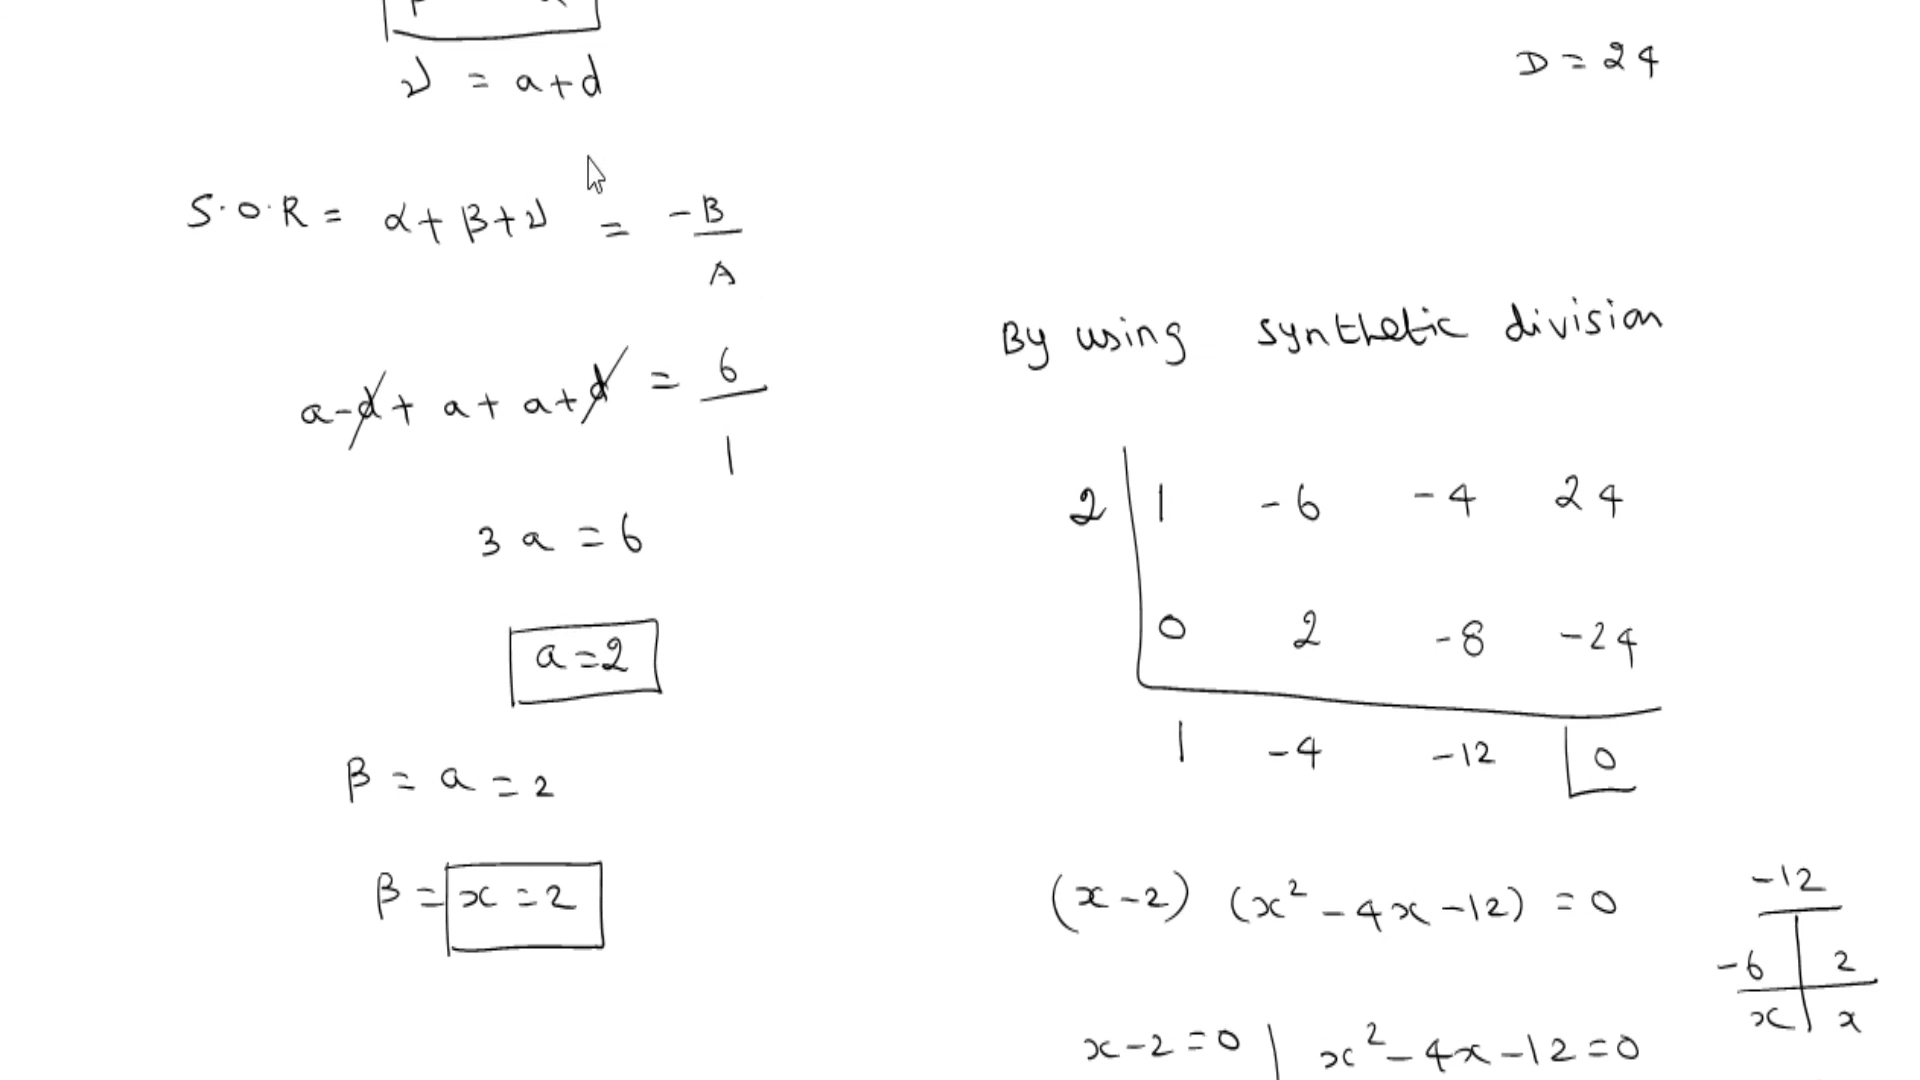 γ = a+d
S.O.R = α + β + γ = -B/A
a-d + a + a+d = 6/1
3a = 6
a = 2
β = a = 2
β = x = 2
D = 24
By using synthetic division
2 | 1 -6 -4 24
0 2 -8 -24
1 -4 -12 0
(x-2) (x² - 4x - 12) = 0
-12
-6 | 2
x | x
x-2 = 0 | x² - 4x - 12 = 0